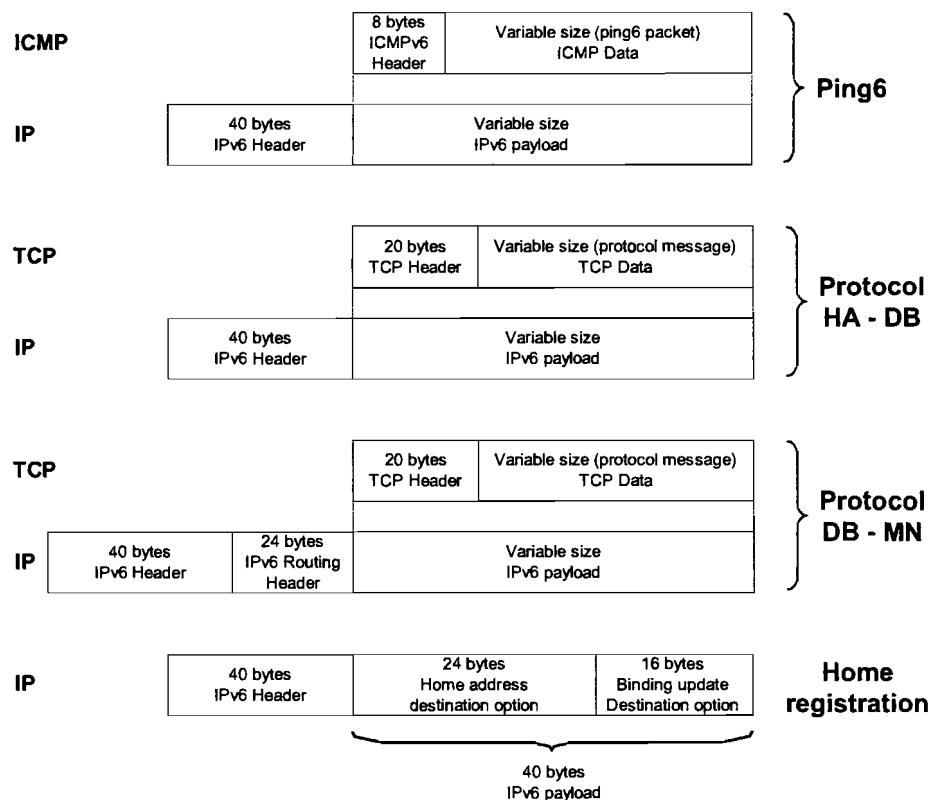 ICMP
8 bytes
ICMPv6
Header
Variable size (ping6 packet)
ICMP Data
Ping6
IP
40 bytes
IPv6 Header
Variable size
IPv6 payload
TCP
20 bytes
TCP Header
Variable size (protocol message)
TCP Data
Protocol
HA - DB
IP
40 bytes
IPv6 Header
Variable size
IPv6 payload
TCP
20 bytes
TCP Header
Variable size (protocol message)
TCP Data
Protocol
DB - MN
IP
40 bytes
IPv6 Header
24 bytes
IPv6 Routing
Header
Variable size
IPv6 payload
IP
40 bytes
IPv6 Header
24 bytes
Home address
destination option
16 bytes
Binding update
Destination option
Home
registration
40 bytes
IPv6 payload